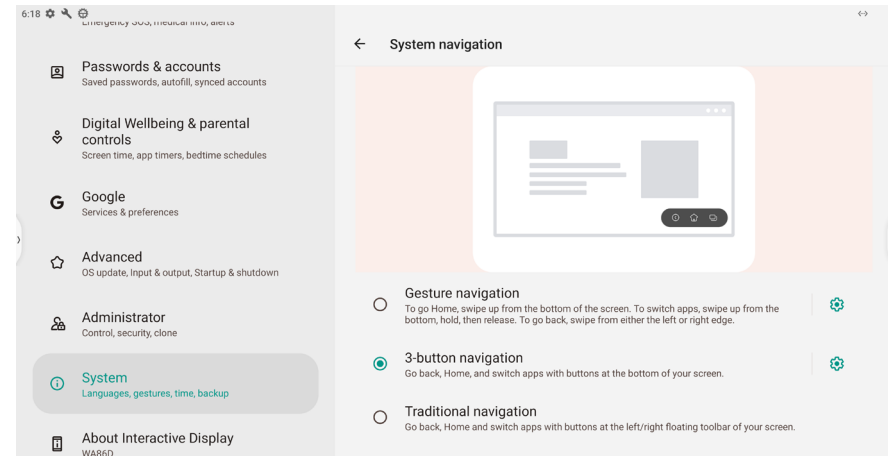 6:18
Emergency SOS, medical info, alerts
System navigation
Passwords & accounts
Saved passwords, autofill, synced accounts
Digital Wellbeing & parental
controls
Screen time, app timers, bedtime schedules
Google
Services & preferences
Advanced
OS update, Input & output, Startup & shutdown
Administrator
Control, security, clone
System
Languages, gestures, time, backup
About Interactive Display
WA86D
Gesture navigation
To go Home, swipe up from the bottom of the screen. To switch apps, swipe up from the
bottom, hold, then release. To go back, swipe from either the left or right edge.
3-button navigation
Go back, Home, and switch apps with buttons at the bottom of your screen.
Traditional navigation
Go back, Home and switch apps with buttons at the left/right floating toolbar of your screen.